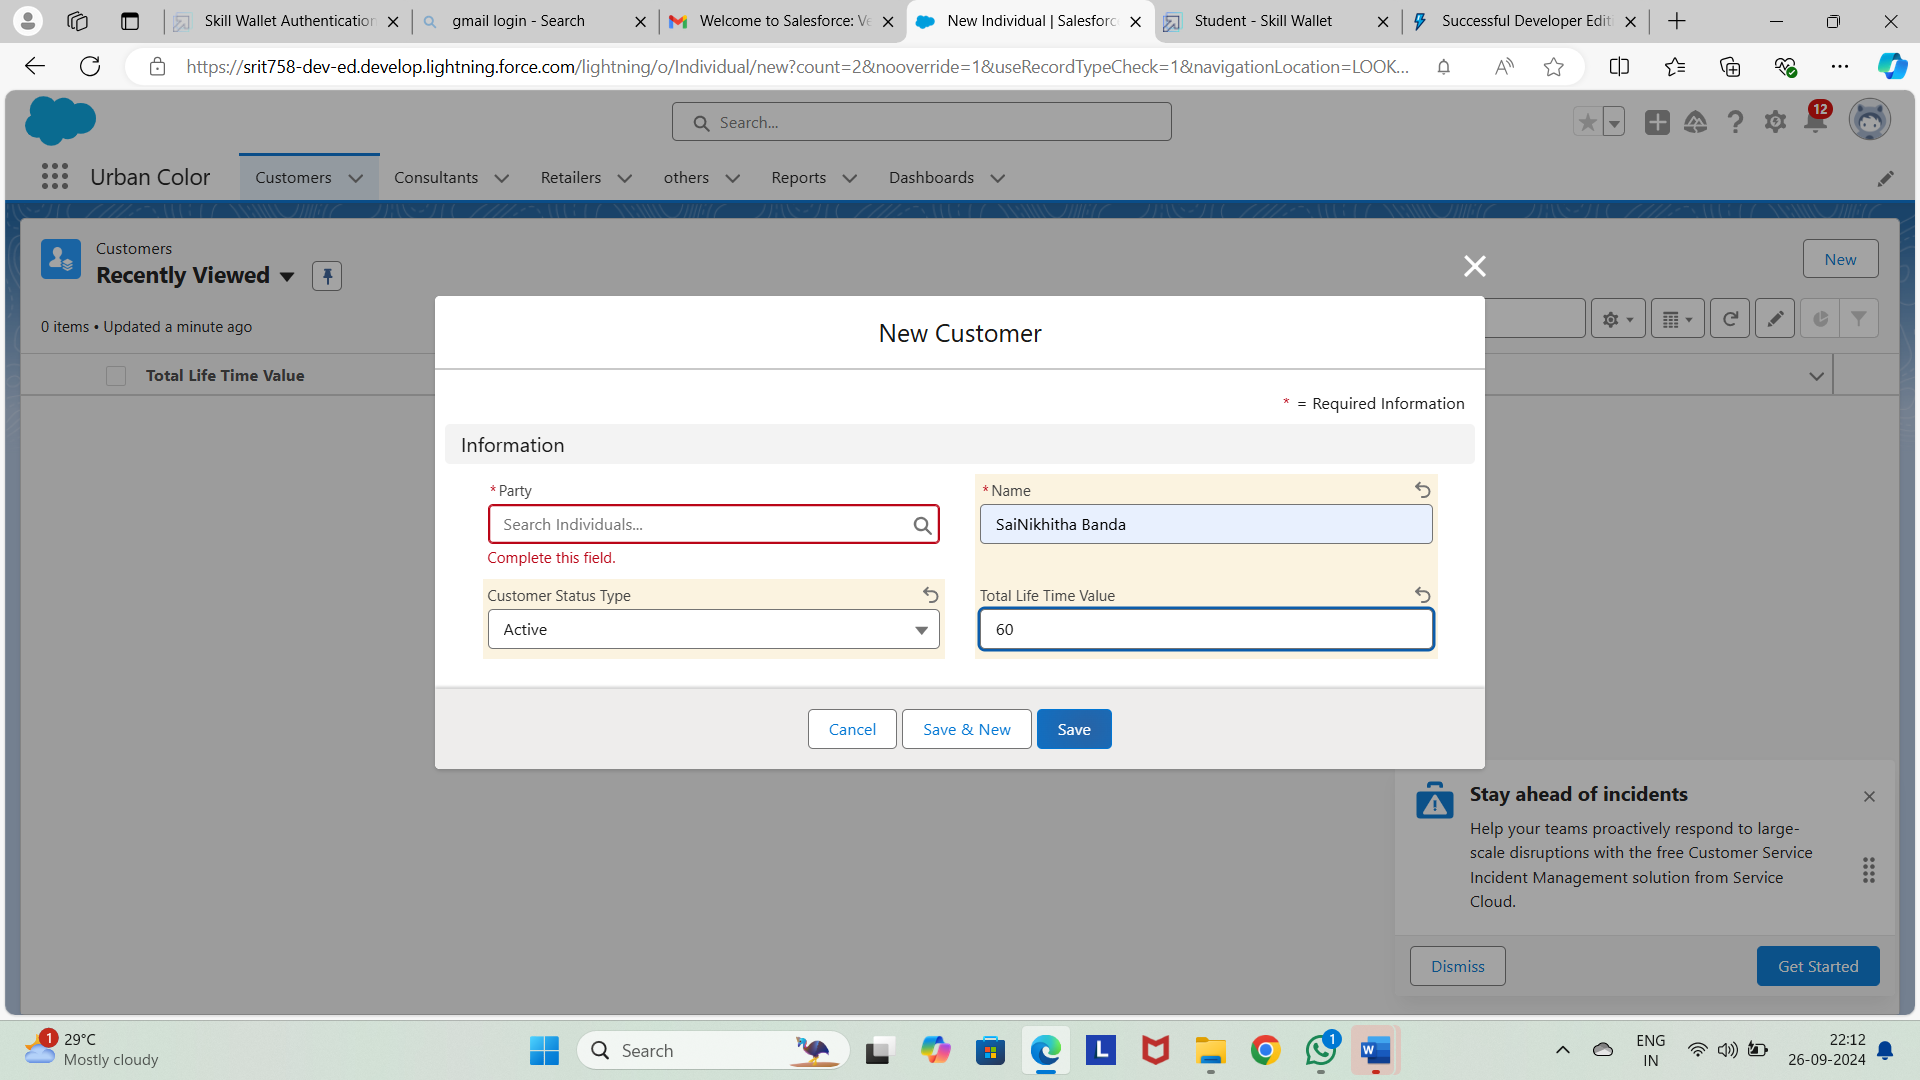 Skill Wallet Authentication
gmail login - Search
Welcome to Salesforce: Ve
New Individual | Salesforc
Student - Skill Wallet
Successful Developer Editi
https://srit758-dev-ed.develop.lightning.force.com/lightning/o/Individual/new?count=2&nooverride=1&useRecordTypeCheck=1&navigationLocation=LOOK...
Search...
12
Urban Color
Customers
Consultants
Retailers
others
Reports
Dashboards
Customers
Recently Viewed
New
0 items • Updated a minute ago
Total Life Time Value
New Customer
* = Required Information
Information
*Party
Search Individuals...
Complete this field.
*Name
SaiNikhitha Banda
Customer Status Type
Active
Total Life Time Value
60
Cancel
Save & New
Save
Stay ahead of incidents
Help your teams proactively respond to large-
scale disruptions with the free Customer Service
Incident Management solution from Service
Cloud.
Dismiss
Get Started
1
29°C
Mostly cloudy
Search
L
1
W
ENG
IN
22:12
26-09-2024